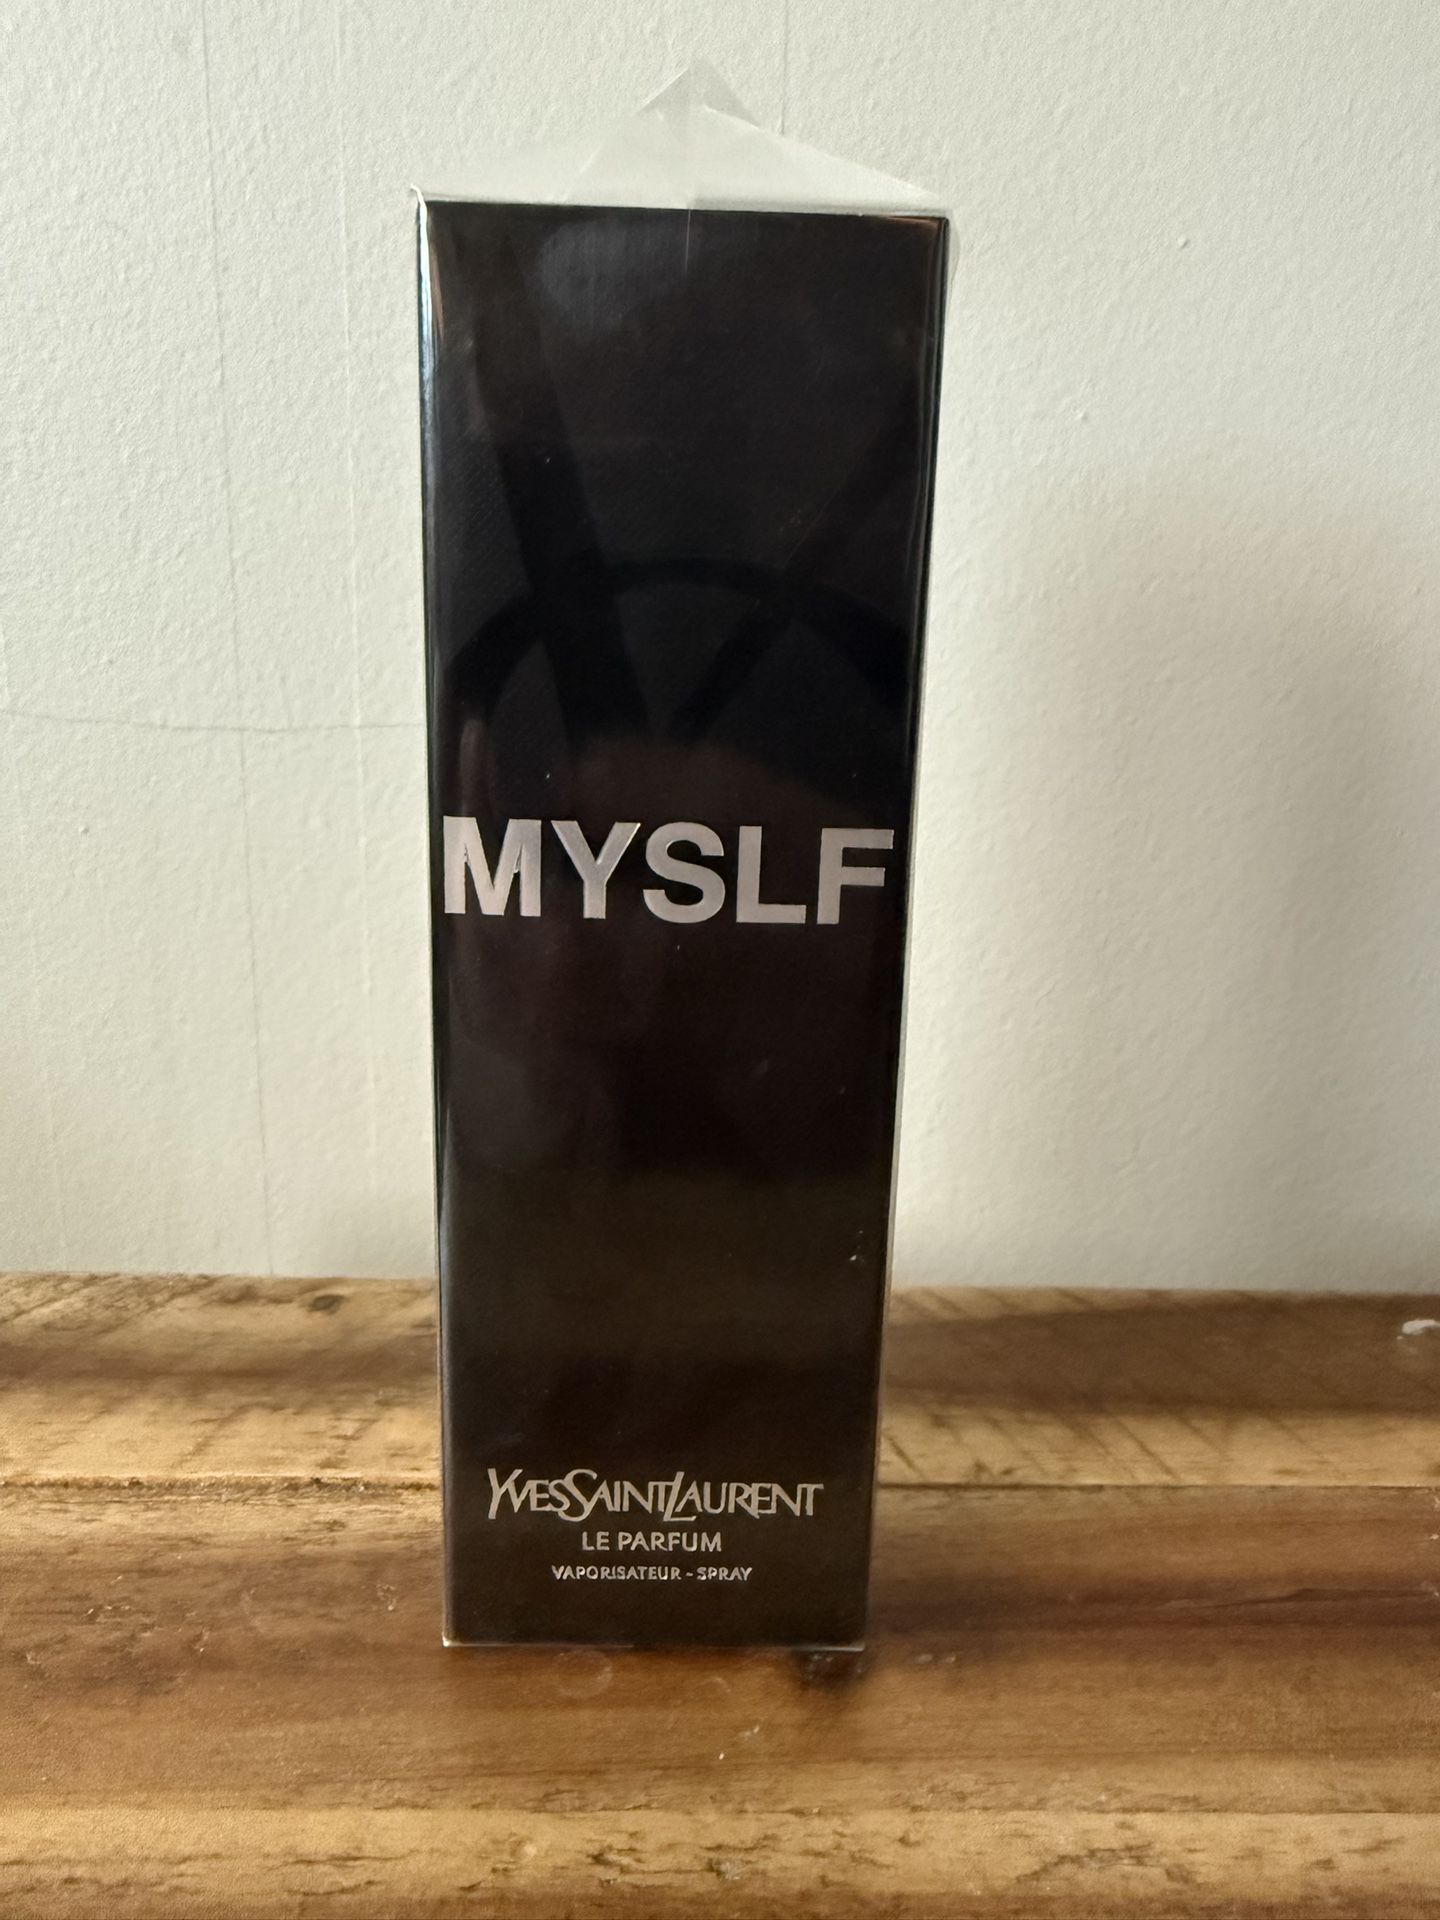 MYSLF
YVESSAINTLAURENT
LE PARFUM
VAPORISATEUR - SPRAY